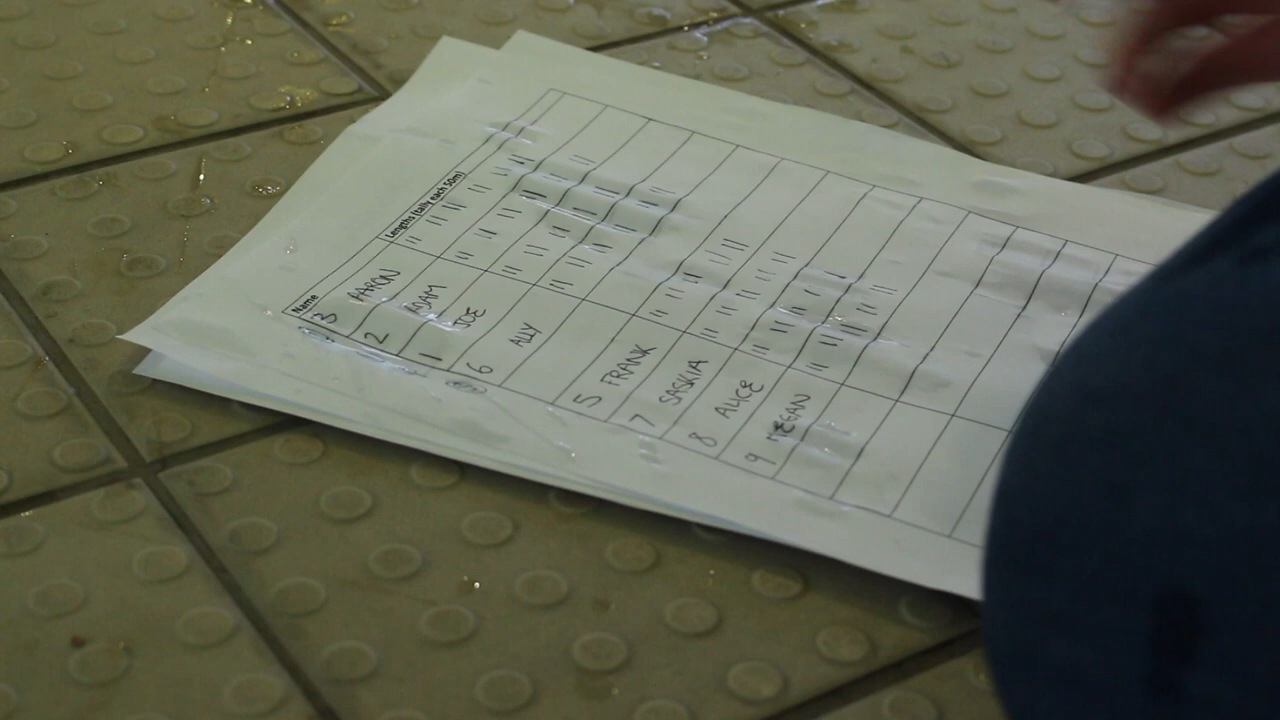 Name Lengths (tally each 50m)
3 AARON
2 ADAM
1 JOE
6 ALLY
5 FRANK
7 SASKIA
8 ALICE
9 MEGAN